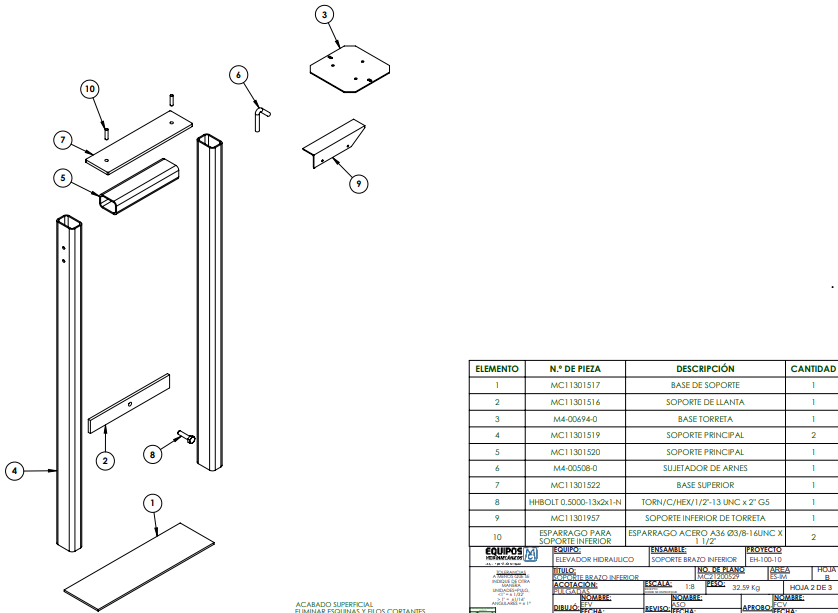 3
6
10
7
5
9
4
2
8
1
ELEMENTO N.º DE PIEZA DESCRIPCIÓN CANTIDAD
1 MC11301517 BASE DE SOPORTE 1
2 MC11301516 SOPORTE DE LLANTA 1
3 M4-00694-0 BASE TORRETA 1
4 MC11301519 SOPORTE PRINCIPAL 2
5 MC11301520 SOPORTE PRINCIPAL 1
6 M4-00508-0 SUJETADOR DE ARNES 1
7 MC11301522 BASE SUPERIOR 1
8 HHBOLT 0.5000-13x2x1-N TORN/C/HEX/1/2"-13 UNC x 2" G5 1
9 MC11301957 SOPORTE INFERIOR DE TORRETA 1
10 ESPARRAGO PARA SOPORTE INFERIOR ESPARRAGO ACERO A36 Ø3/8-16UNC X 1 1/2" 2
EQUIPOS
EQUIPO: ENSAMBLE: PROYECTO
ELEVADOR HIDRAULICO SOPORTE BRAZO INFERIOR EH-100-10
TÍTULO: NO. DE PLANO AREA HOJA
SOPORTE BRAZO INFERIOR MC21200529 ES-IM B
ACOTACIÓN: ESCALA: 1:8 PESO: 32.59 Kg HOJA 2 DE 3
PULGADAS
NOMBRE: NOMBRE: NOMBRE:
DIBUJÓ: EFV REVISO: ASO APROBO: FCV
FECHA: FECHA: FECHA:
ACABADO SUPERFICIAL
ELIMINAR ESQUINAS Y FILOS CORTANTES